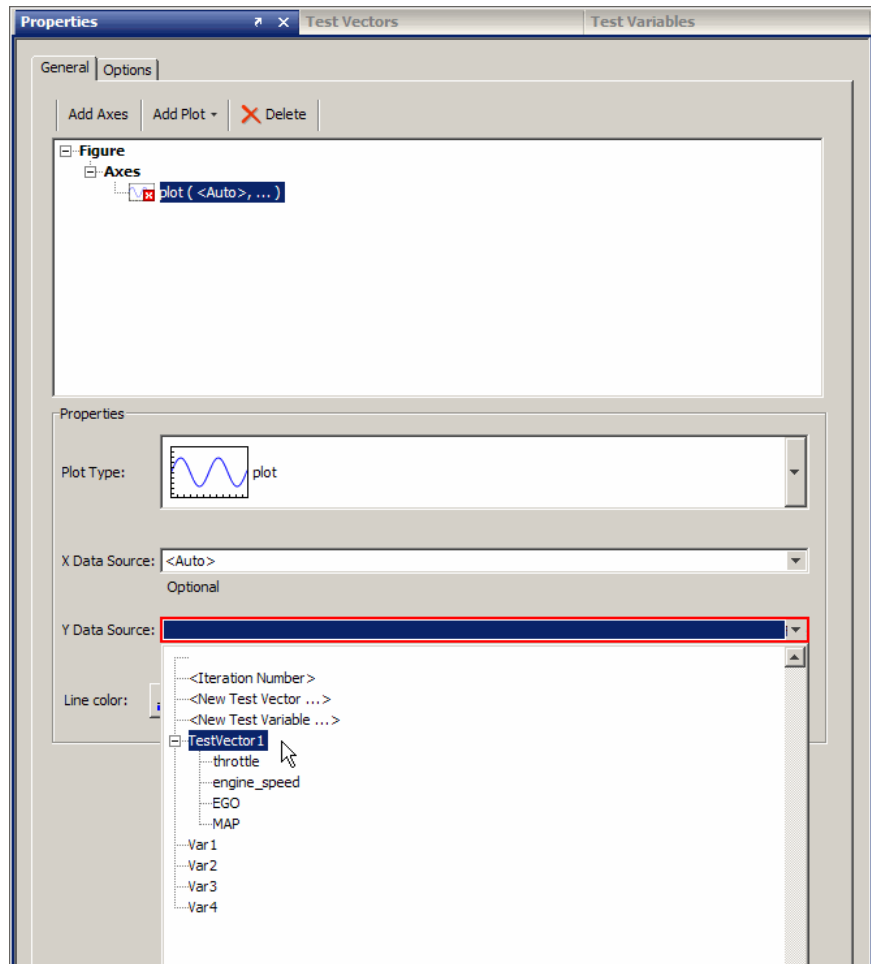 Properties Test Vectors Test Variables
General Options
Add Axes Add Plot Delete
Figure
Axes
plot ( <Auto>, ... )
Properties
Plot Type: plot
X Data Source: <Auto>
Optional
Y Data Source:
<Iteration Number>
<New Test Vector ...>
Line color:
<New Test Variable ...>
TestVector1
throttle
engine_speed
EGO
MAP
Var1
Var2
Var3
Var4